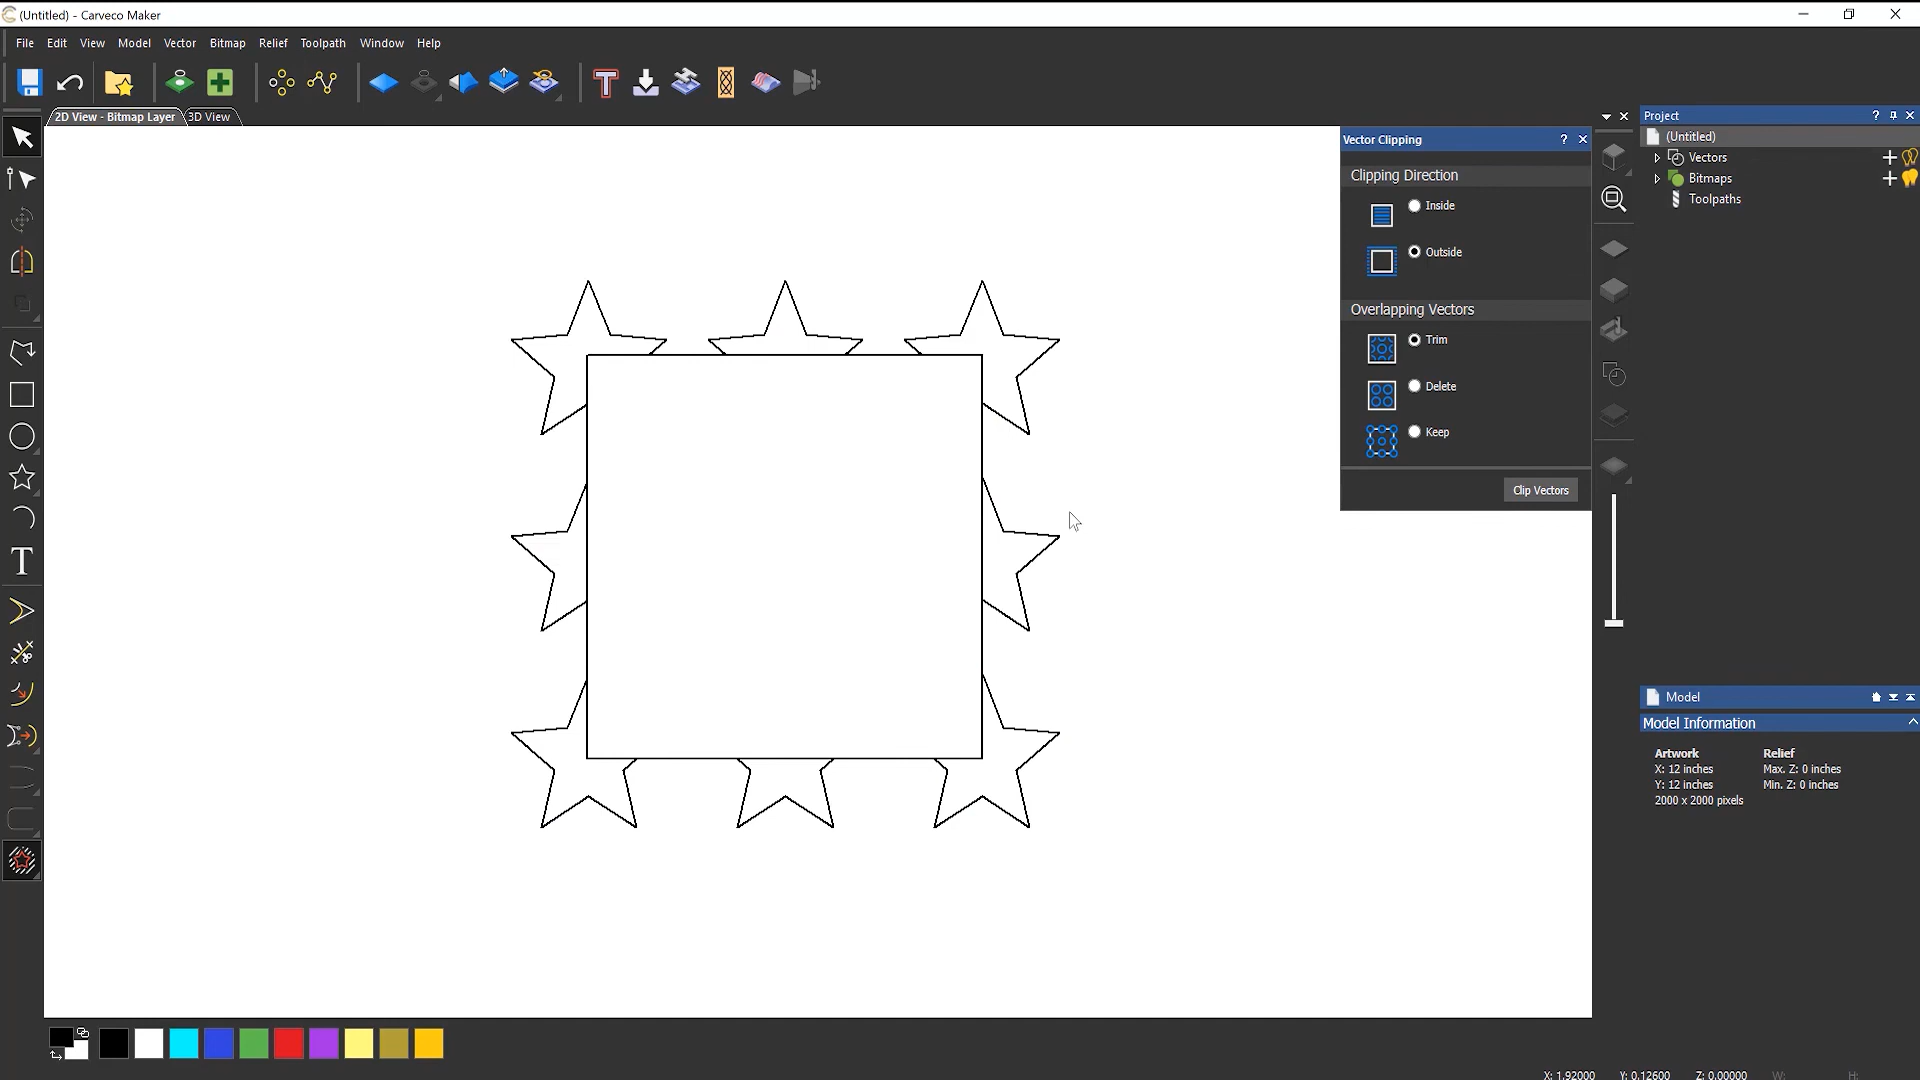 (Untitled) - Carveco Maker
File Edit View Model Vector Bitmap Relief Toolpath Window Help
2D View - Bitmap Layer 3D View
Vector Clipping ?
Clipping Direction
Inside
Outside
Overlapping Vectors
Trim
Delete
Keep
Clip Vectors
Project ?
(Untitled)
Vectors
Bitmaps
Toolpaths
Model
Model Information
Artwork Relief
X: 12 inches Max. Z: 0 inches
Y: 12 inches Min. Z: 0 inches
2000 x 2000 pixels
X: 1.92000 Y: 0.12600 Z: 0.00000 W: H: